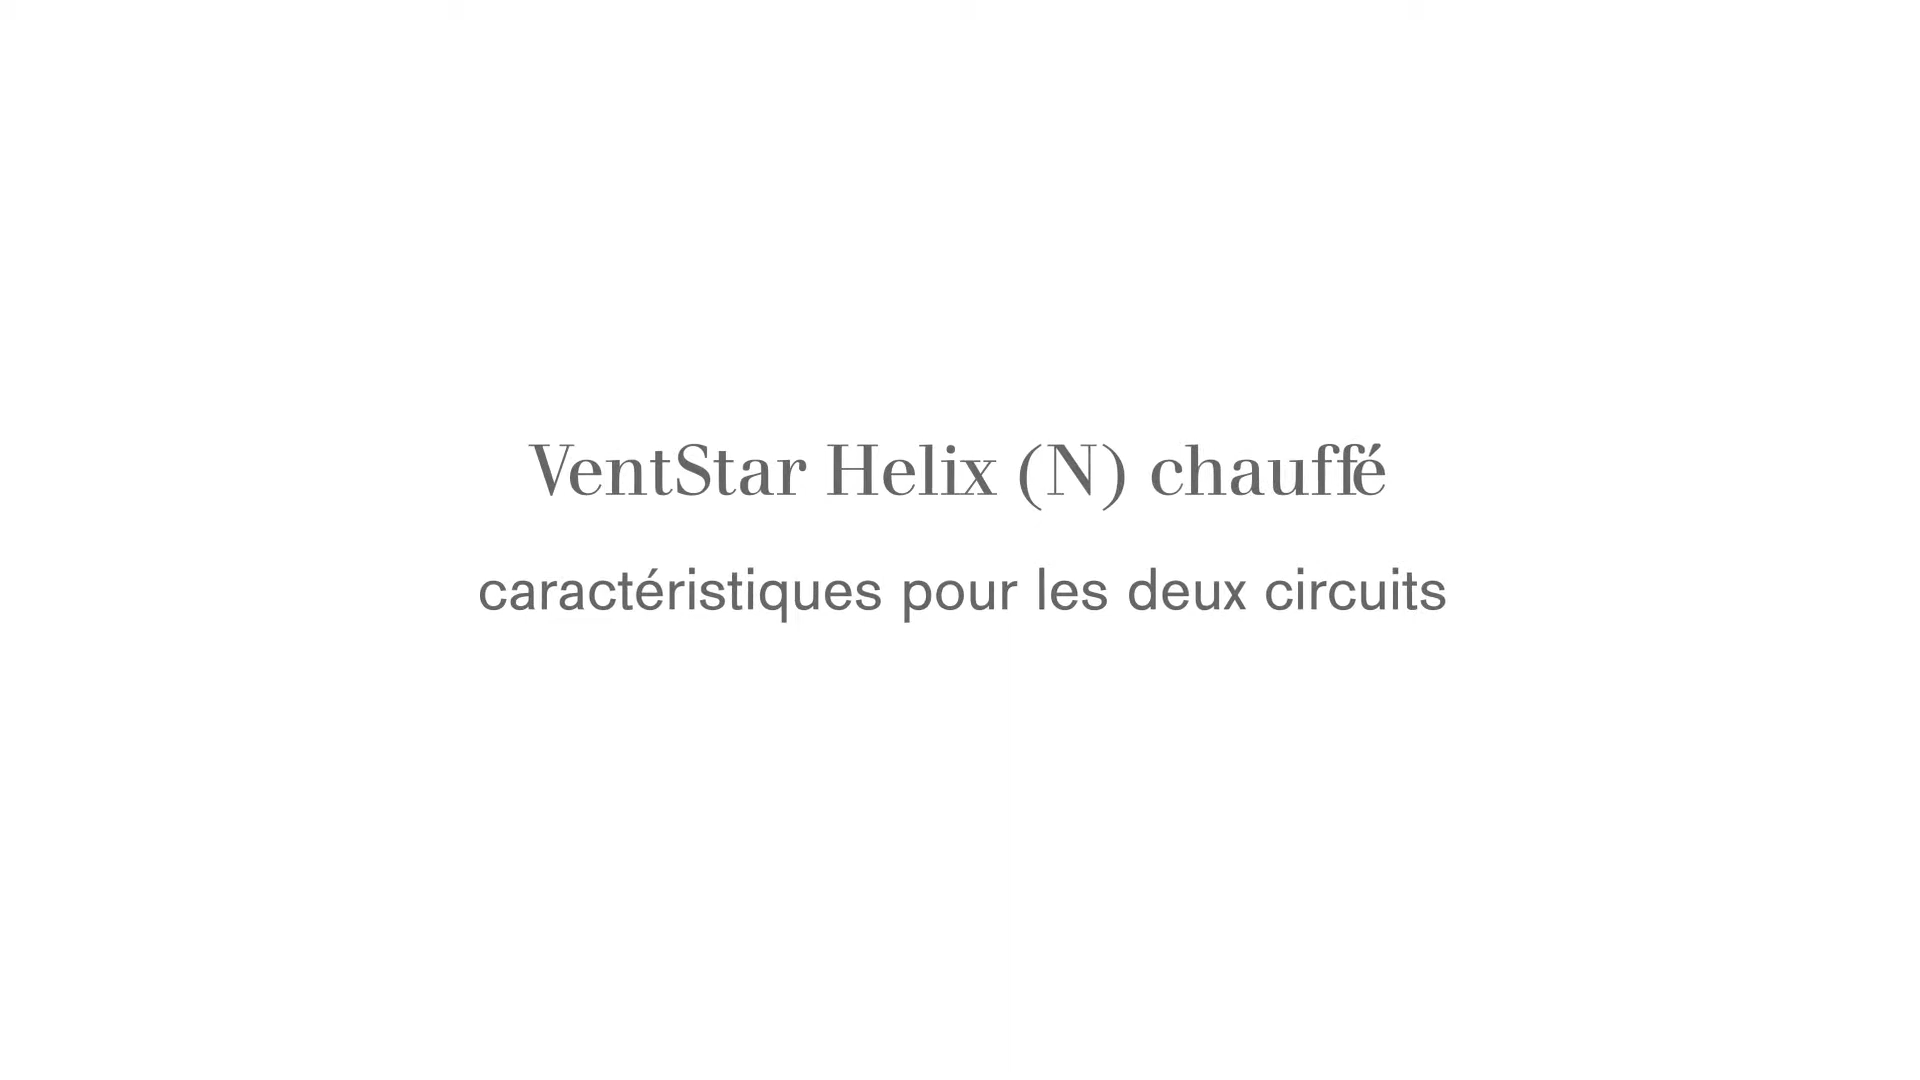 VentStar Helix (N) chauffé
caractéristiques pour les deux circuits